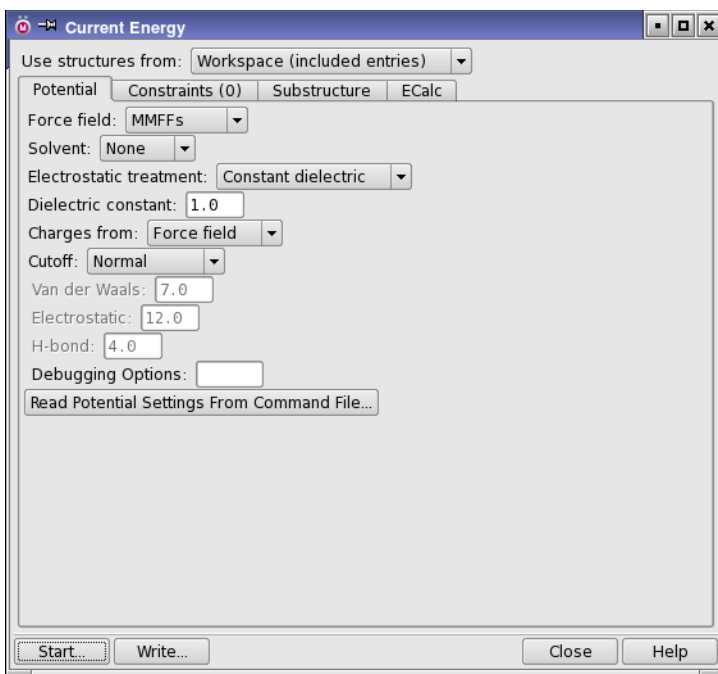 Current Energy
Use structures from: Workspace (included entries)
Potential Constraints (0) Substructure ECalc
Force field: MMFFs
Solvent: None
Electrostatic treatment: Constant dielectric
Dielectric constant: 1.0
Charges from: Force field
Cutoff: Normal
Van der Waals: 7.0
Electrostatic: 12.0
H-bond: 4.0
Debugging Options:
Read Potential Settings From Command File...
Start... Write... Close Help